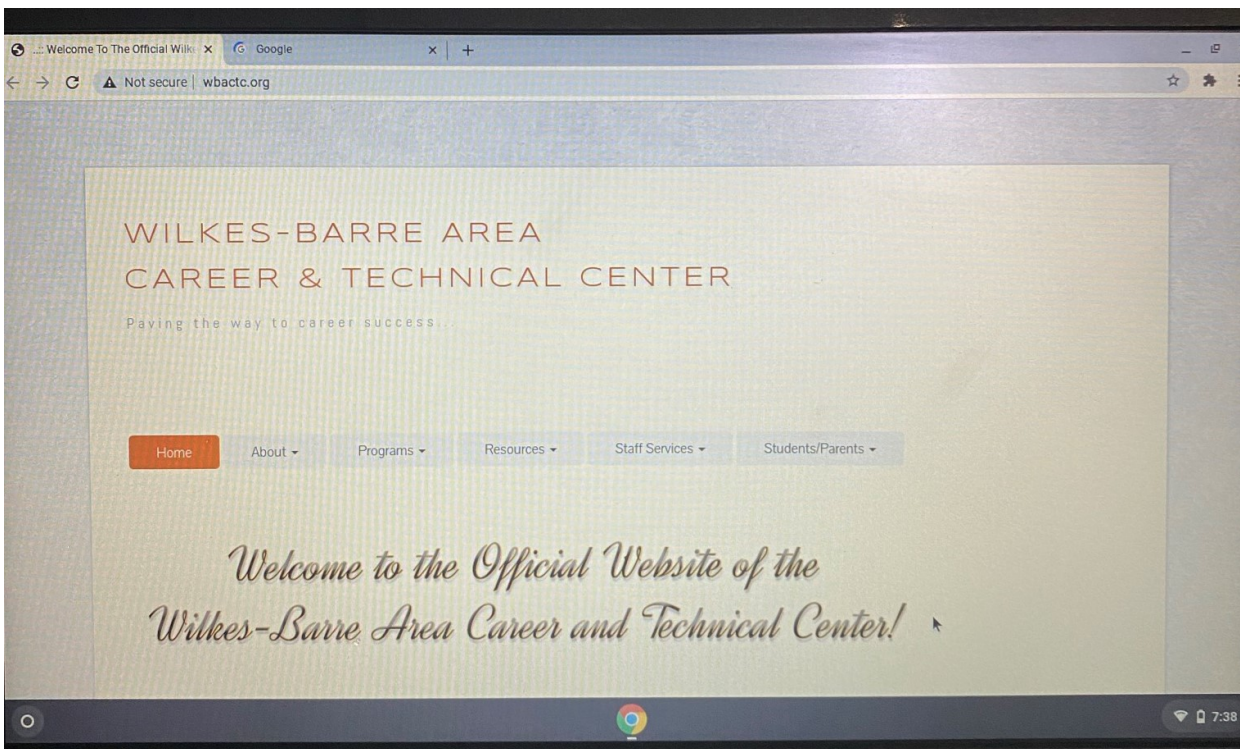 ..:: Welcome To The Official Wilk
Google
Not secure | wbactc.org
WILKES-BARRE AREA
CAREER & TECHNICAL CENTER
Paving the way to career success...
Home About Programs Resources Staff Services Students/Parents
Welcome to the Official Website of the
Wilkes-Barre Area Career and Technical Center!
7:38